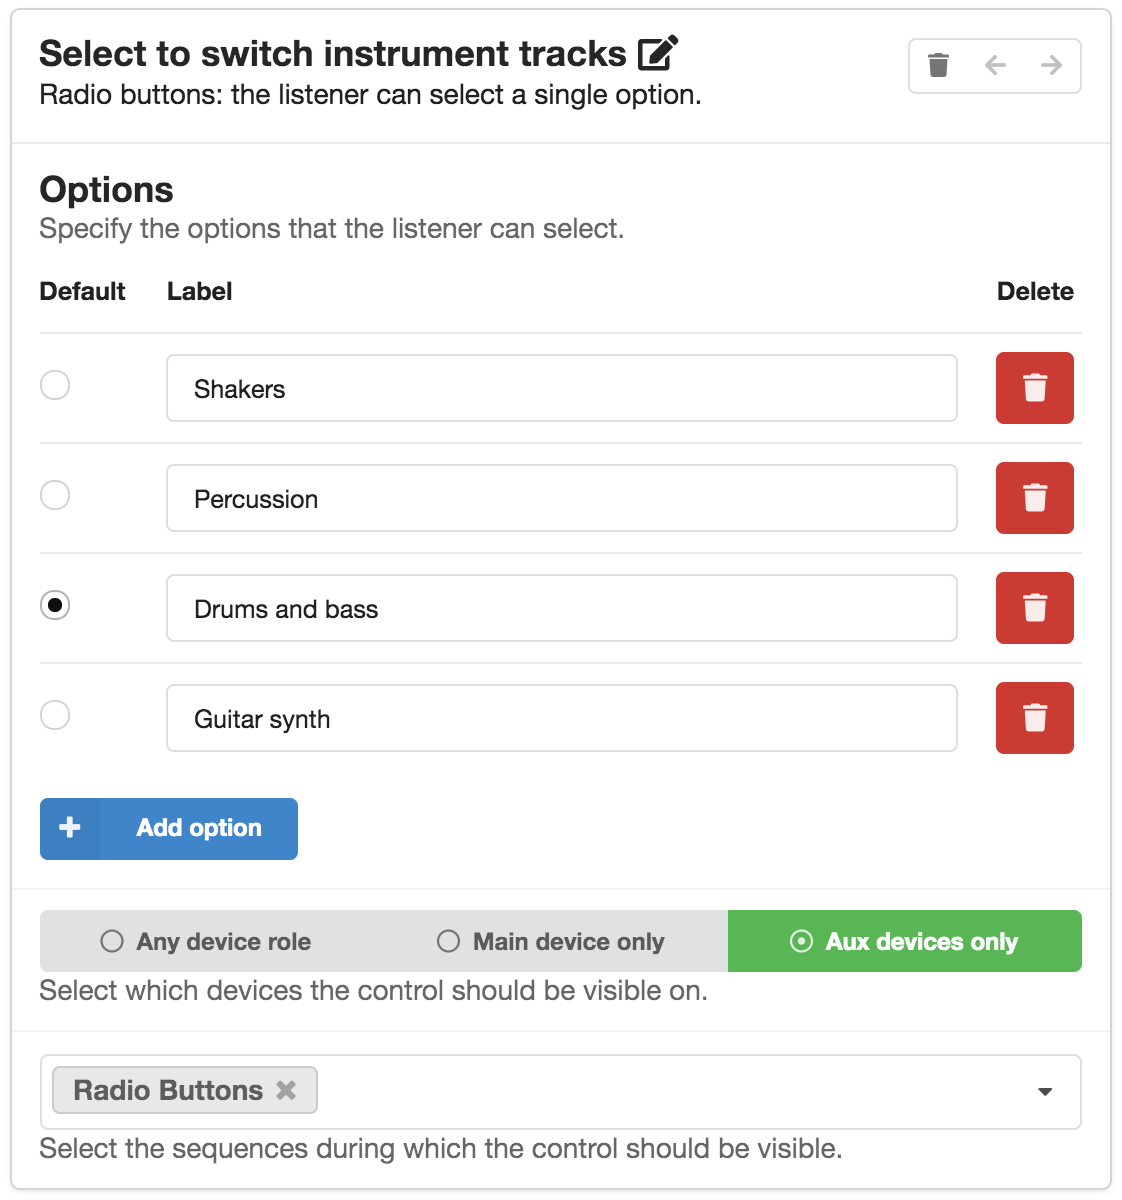 Select to switch instrument tracks
Radio buttons: the listener can select a single option.
Options
Specify the options that the listener can select.
Default Label Delete
Shakers
Percussion
Drums and bass
Guitar synth
Add option
Any device role Main device only Aux devices only
Select which devices the control should be visible on.
Radio Buttons
Select the sequences during which the control should be visible.